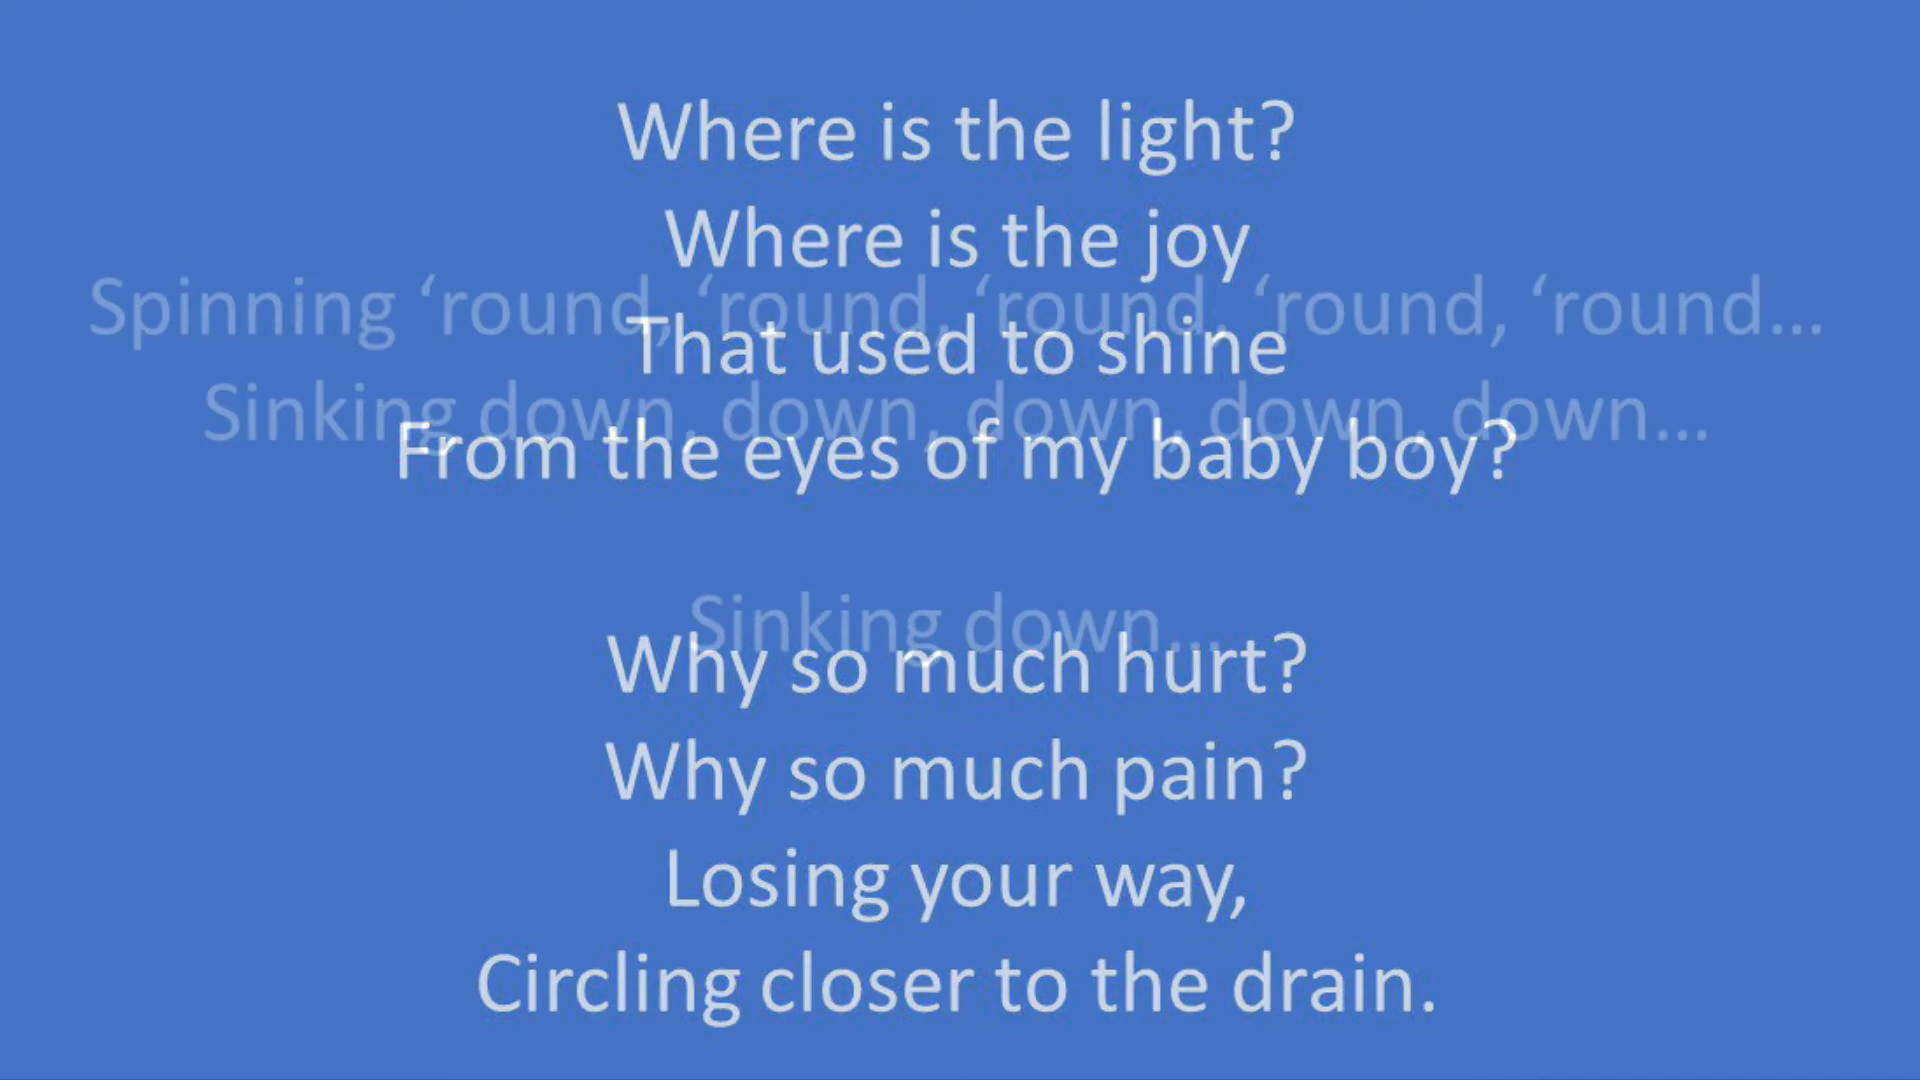 Where is the light?
Where is the joy
Spinning ‘round, ‘round, ‘round, ‘round, ‘round...
That used to shine
Sinking down, down, down, down, down...
From the eyes of my baby boy?
Sinking down...
Why so much hurt?
Why so much pain?
Losing your way,
Circling closer to the drain.